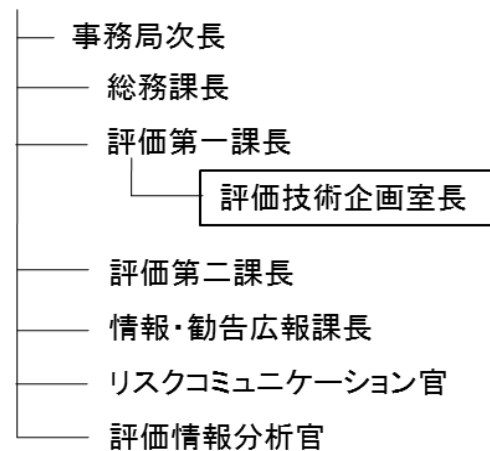 事務局次長
総務課長
評価第一課長
評価技術企画室長
評価第二課長
情報・勧告広報課長
リスクコミュニケーション官
評価情報分析官